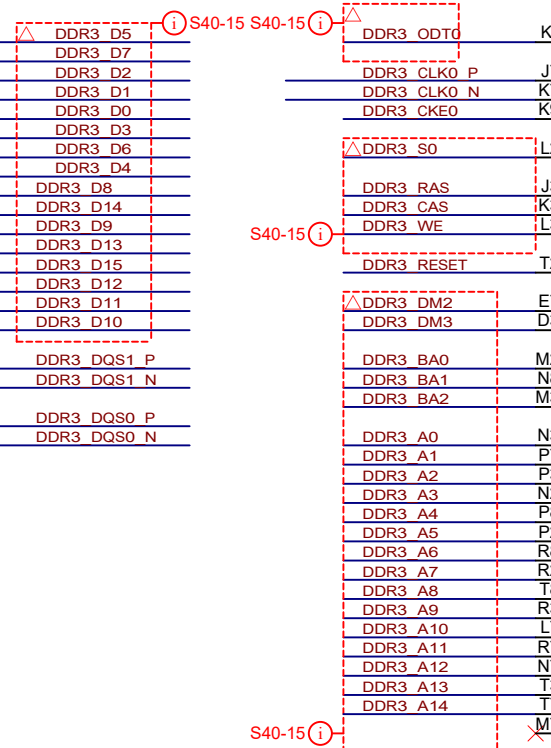 i S40-15
DDR3_D5
DDR3_D7
DDR3_D2
DDR3_D1
DDR3_D0
DDR3_D3
DDR3_D6
DDR3_D4
DDR3_D8
DDR3_D14
DDR3_D9
DDR3_D13
DDR3_D15
DDR3_D12
DDR3_D11
DDR3_D10
DDR3_DQS1_P
DDR3_DQS1_N
DDR3_DQS0_P
DDR3_DQS0_N
S40-15 i
DDR3_ODT0 K
DDR3_CLK0_P
DDR3_CLK0_N
DDR3_CKE0
DDR3_S0
DDR3_RAS
DDR3_CAS
DDR3_WE
S40-15 i
DDR3_RESET
DDR3_DM2
DDR3_DM3
DDR3_BA0
DDR3_BA1
DDR3_BA2
DDR3_A0
DDR3_A1
DDR3_A2
DDR3_A3
DDR3_A4
DDR3_A5
DDR3_A6
DDR3_A7
DDR3_A8
DDR3_A9
DDR3_A10
DDR3_A11
DDR3_A12
DDR3_A13
DDR3_A14
S40-15 i